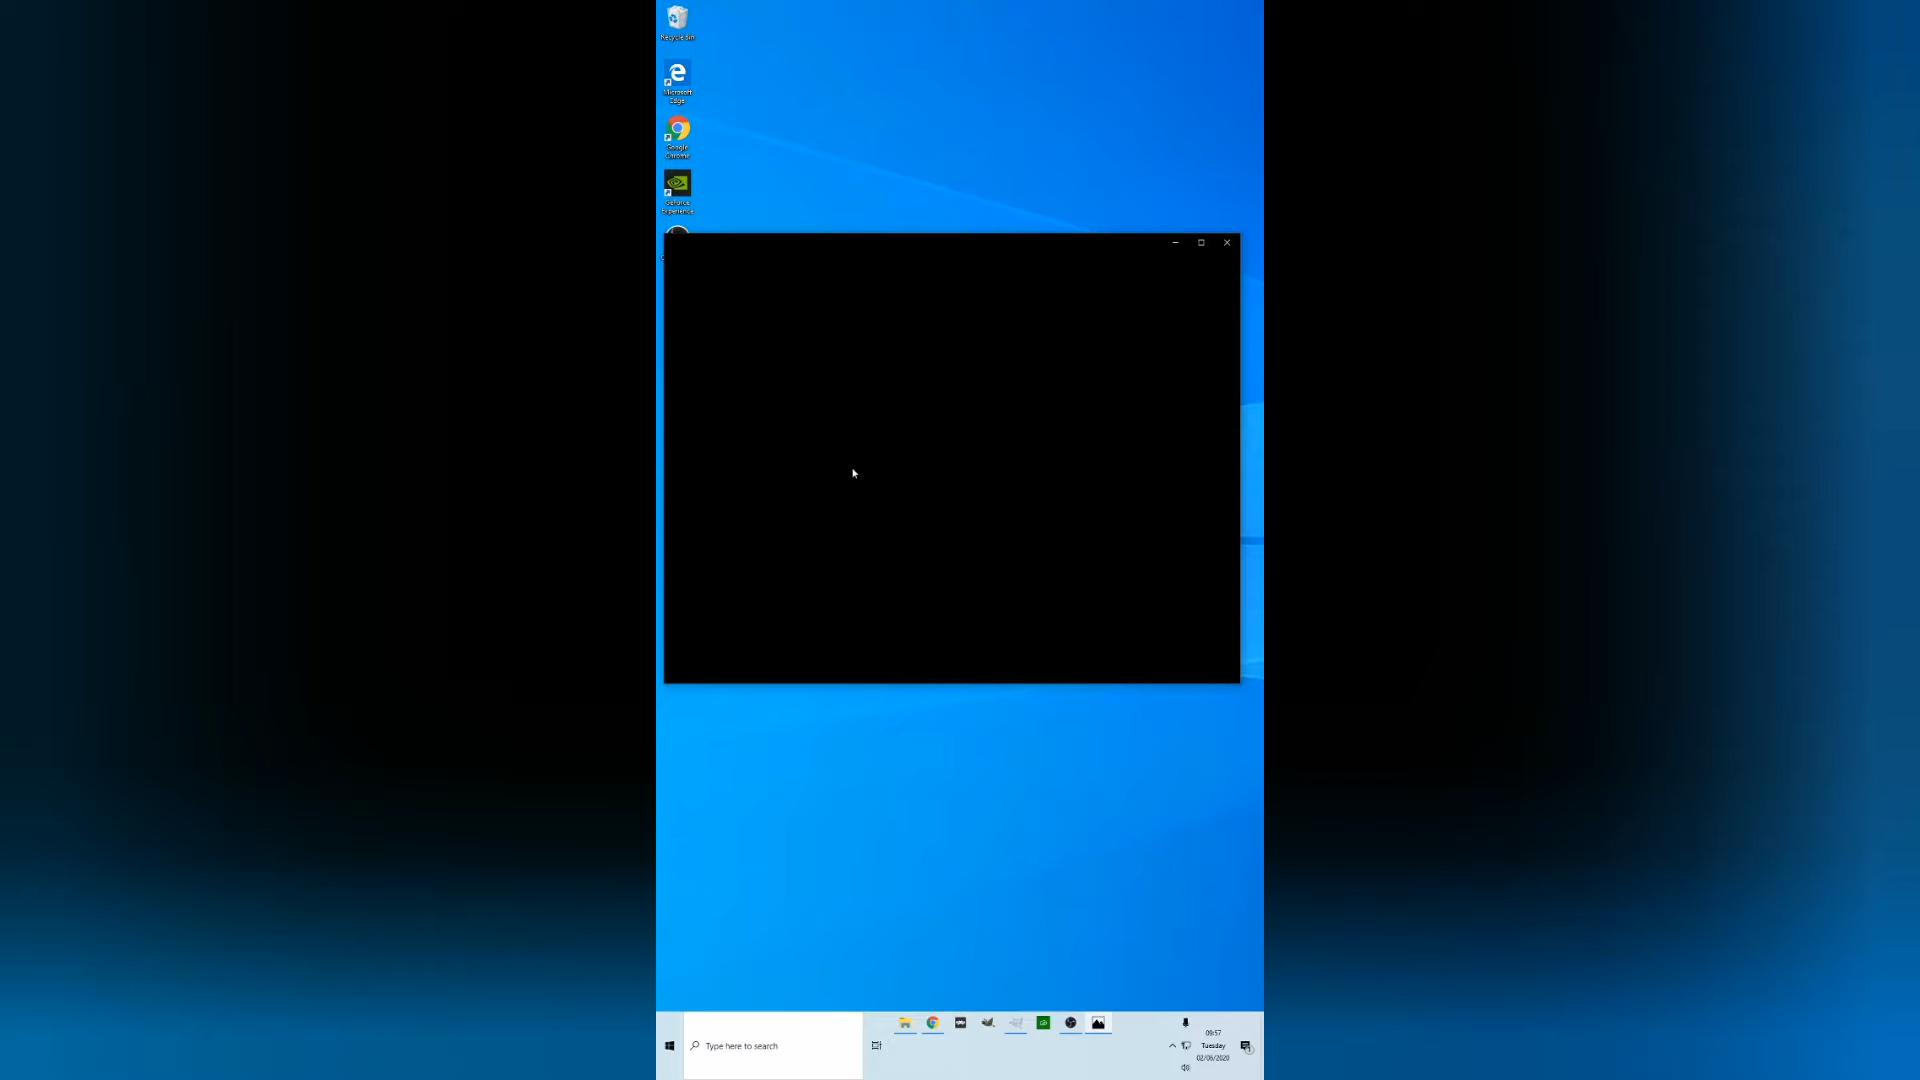 Recycle Bin
Microsoft
Edge
Google
Chrome
GeForce
Experience
Type here to search
09:57
Tuesday
02/06/2020